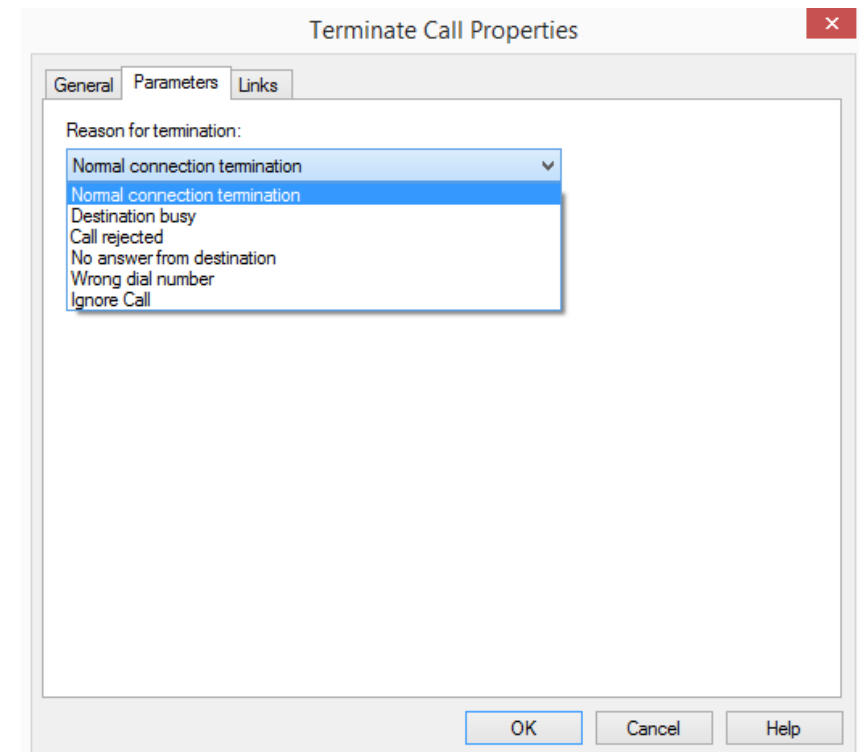 Terminate Call Properties
General Parameters Links
Reason for termination:
Normal connection termination
Normal connection termination
Destination busy
Call rejected
No answer from destination
Wrong dial number
Ignore Call
OK Cancel Help